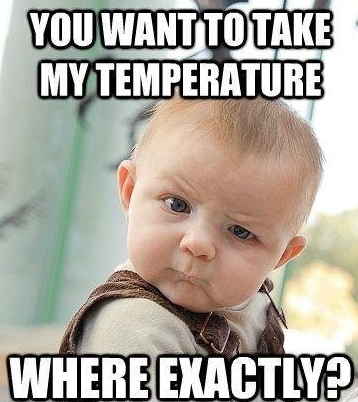 YOU WANT TO TAKE
MY TEMPERATURE
WHERE EXACTLY?